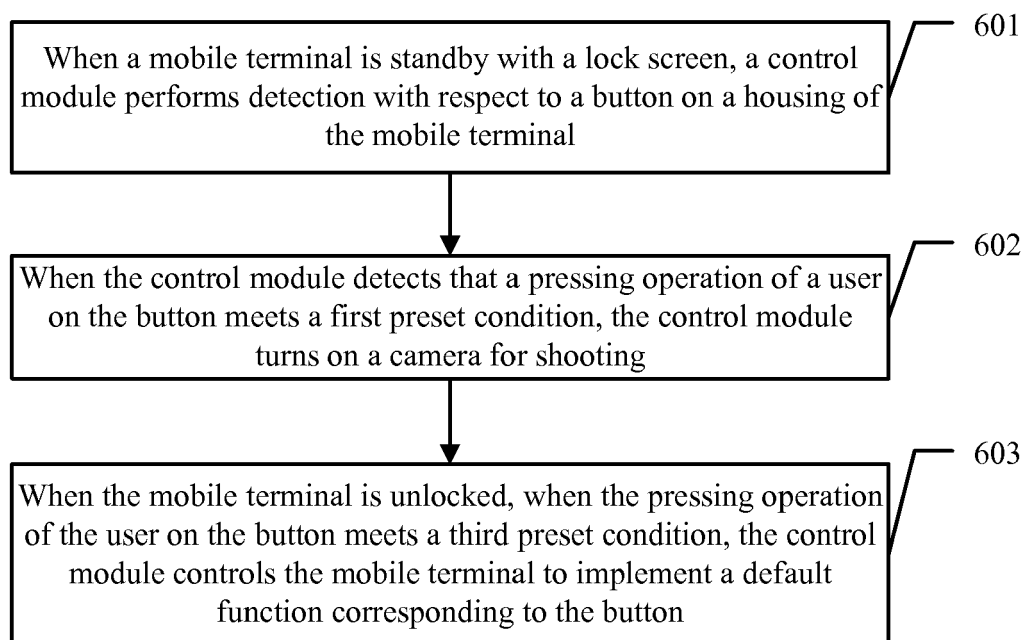 601
When a mobile terminal is standby with a lock screen, a control
module performs detection with respect to a button on a housing of
the mobile terminal
602
When the control module detects that a pressing operation of a user
on the button meets a first preset condition, the control module
turns on a camera for shooting
603
When the mobile terminal is unlocked, when the pressing operation
of the user on the button meets a third preset condition, the control
module controls the mobile terminal to implement a default
function corresponding to the button